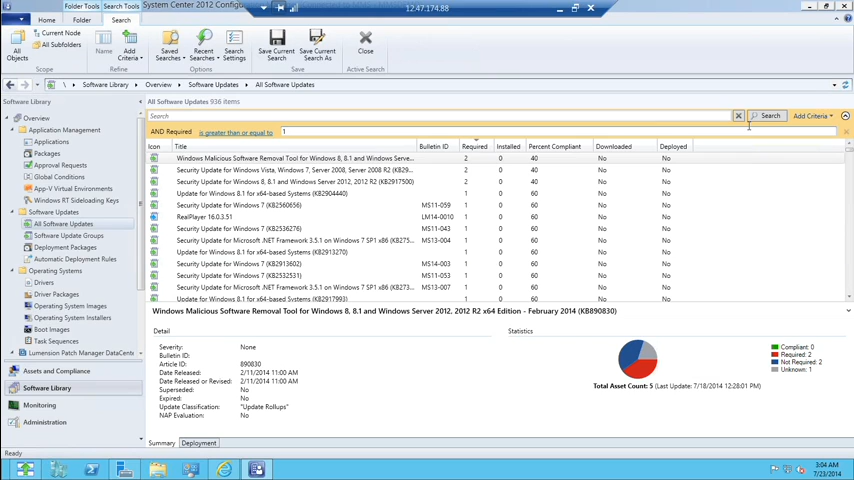 Folder Tools Search Tools System Center 2012 Configu
12.47.174.88
Home Folder Search
All Objects
Current Node
All Subfolders
Name
Add Criteria
Saved Searches
Recent Searches
Search Settings
Save Current Search
Save Current Search As
Close
Scope Refine Options Save Active Search
\ Software Library Overview Software Updates All Software Updates
Software Library
All Software Updates 936 items
Search Search Add Criteria
AND Required is greater than or equal to 1
Icon Title Bulletin ID Required Installed Percent Compliant Downloaded Deployed
Windows Malicious Software Removal Tool for Windows 8, 8.1 and Windows Serve... 2 0 40 No No
Security Update for Windows Vista, Windows 7, Server 2008, Server 2008 R2 (KB29... 2 0 40 No No
Security Update for Windows 8, 8.1 and Windows Server 2012, 2012 R2 (KB2917500) 2 0 40 No No
Update for Windows 8.1 for x64-based Systems (KB2904440) 1 0 60 No No
Security Update for Windows 7 (KB2560656) MS11-059 1 0 60 No No
RealPlayer 16.0.3.51 LM14-0010 1 0 60 No No
Security Update for Windows 7 (KB2536276) MS11-043 1 0 60 No No
Security Update for Microsoft .NET Framework 3.5.1 on Windows 7 SP1 x86 (KB275... MS13-004 1 0 60 No No
Update for Windows 8.1 for x64-based Systems (KB2913270) 1 0 60 No No
Security Update for Windows 7 (KB2913602) MS14-003 1 0 60 No No
Security Update for Windows 7 (KB2532531) MS11-053 1 0 60 No No
Security Update for Microsoft .NET Framework 3.5.1 on Windows 7 SP1 x86 (KB... MS13-007 1 0 60 No No
Update for Windows 8.1 for x64-based Systems (KB2917993) 1 0 60 No No
Overview
Application Management
Applications
Packages
Approval Requests
Global Conditions
App-V Virtual Environments
Windows RT Sideloading Keys
Software Updates
All Software Updates
Software Update Groups
Deployment Packages
Automatic Deployment Rules
Operating Systems
Drivers
Driver Packages
Operating System Images
Operating System Installers
Boot Images
Task Sequences
Lumension Patch Manager DataCente
Assets and Compliance
Software Library
Monitoring
Administration
Windows Malicious Software Removal Tool for Windows 8, 8.1 and Windows Server 2012, 2012 R2 x64 Edition - February 2014 (KB890830)
Detail
Severity: None
Bulletin ID:
Article ID: 890830
Date Released: 2/11/2014 11:00 AM
Date Released or Revised: 2/11/2014 11:00 AM
Superseded: No
Expired: No
Update Classification: "Update Rollups"
NAP Evaluation: No
Statistics
Compliant: 0
Required: 2
Not Required: 2
Unknown: 1
Total Asset Count: 5 (Last Update: 7/18/2014 12:28:01 PM)
Summary Deployment
Ready
3:04 AM
7/23/2014